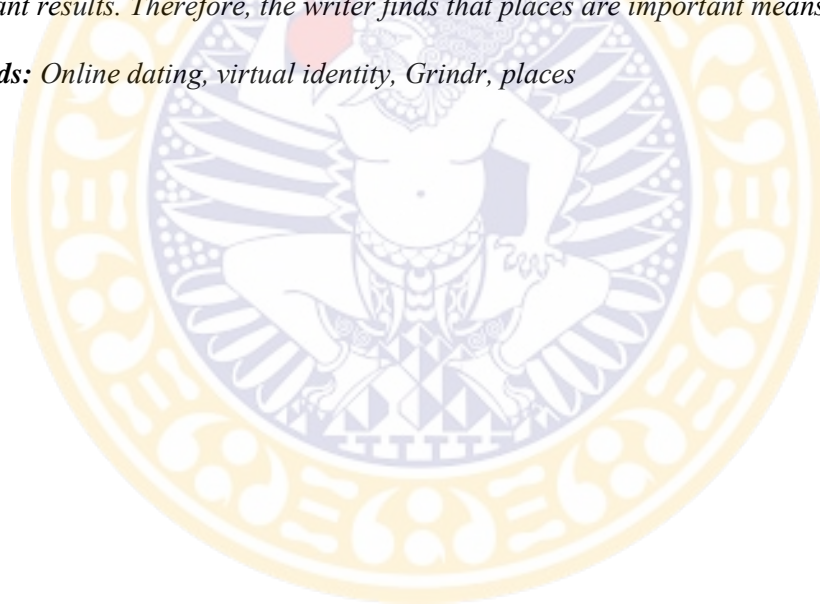 ant results. Therefore, the writer finds that places are important means
ds: Online dating, virtual identity, Grindr, places